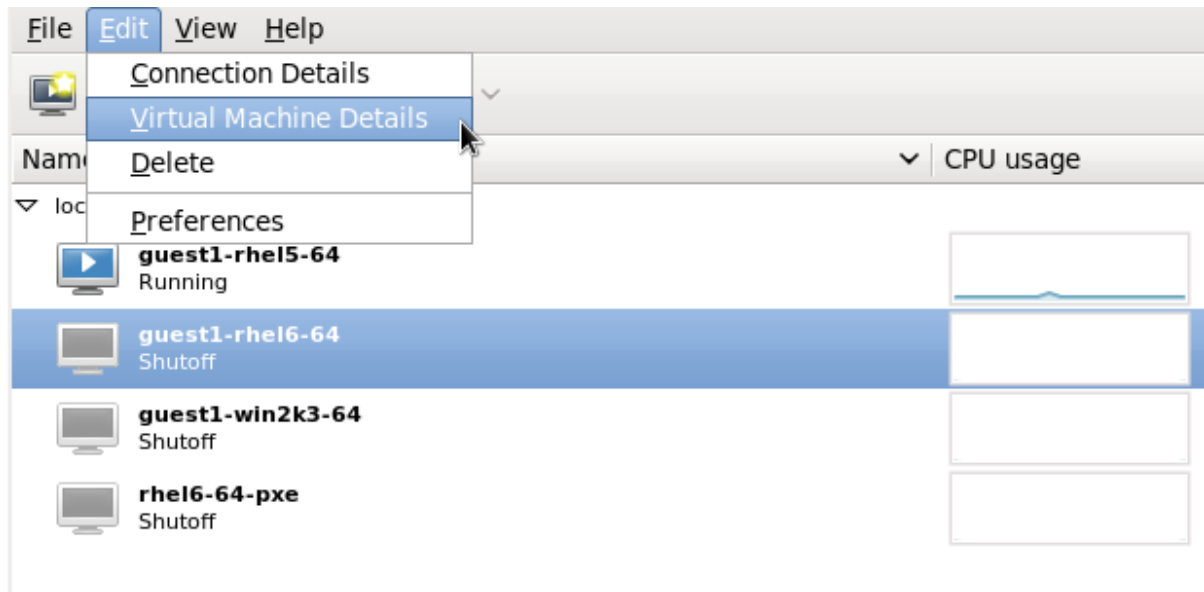 File Edit View Help
Connection Details
Virtual Machine Details
Delete
Preferences
Name CPU usage
loc
guest1-rhel5-64
Running
guest1-rhel6-64
Shutoff
guest1-win2k3-64
Shutoff
rhel6-64-pxe
Shutoff